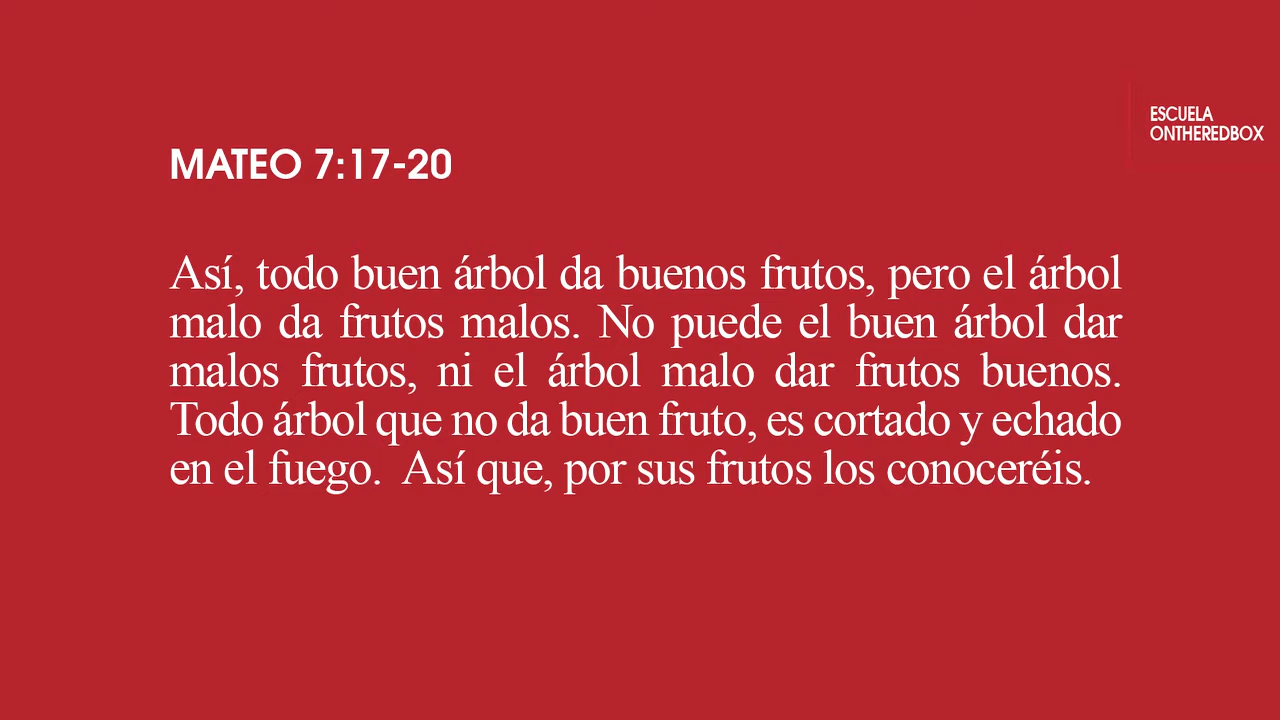 ESCUELA
ONTHEREDBOX
MATEO 7:17-20
Así, todo buen árbol da buenos frutos, pero el árbol
malo da frutos malos. No puede el buen árbol dar
malos frutos, ni el árbol malo dar frutos buenos.
Todo árbol que no da buen fruto, es cortado y echado
en el fuego.  Así que, por sus frutos los conoceréis.